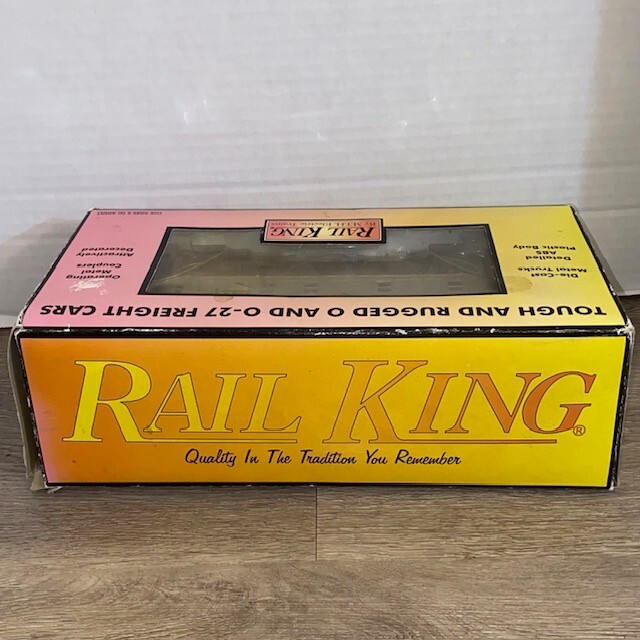 RAIL KING®
Quality In The Tradition You Remember
TOUGH AND RUGGED O AND O-27 FREIGHT CARS
Die-Cast
Metal Trucks
Detailed
ABS
Plastic Body
RAIL KING
By M.T.H. Electric Trains
Operating
Metal
Couplers
Attractively
Decorated